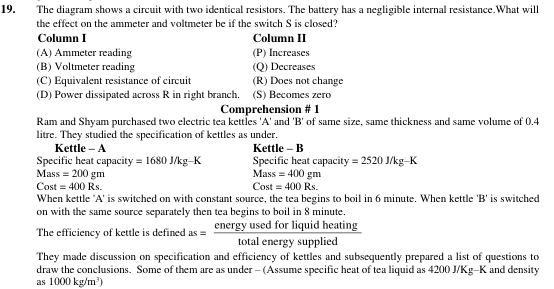 19. The diagram shows a circuit with two identical resistors. The battery has a negligible internal resistance.What will
the effect on the ammeter and voltmeter be if the switch S is closed?
Column I Column II
(A) Ammeter reading (P) Increases
(B) Voltmeter reading (Q) Decreases
(C) Equivalent resistance of circuit (R) Does not change
(D) Power dissipated across R in right branch. (S) Becomes zero
Comprehension # 1
Ram and Shyam purchased two electric tea kettles 'A' and 'B' of same size, same thickness and same volume of 0.4
litre. They studied the specification of kettles as under.
Kettle – A Kettle – B
Specific heat capacity = 1680 J/kg–K Specific heat capacity = 2520 J/kg–K
Mass = 200 gm Mass = 400 gm
Cost = 400 Rs. Cost = 400 Rs.
When kettle 'A' is switched on with constant source, the tea begins to boil in 6 minute. When kettle 'B' is switched
on with the same source separately then tea begins to boil in 8 minute.
The efficiency of kettle is defined as = energy used for liquid heating
total energy supplied
They made discussion on specification and efficiency of kettles and subsequently prepared a list of questions to
draw the conclusions. Some of them are as under – (Assume specific heat of tea liquid as 4200 J/Kg–K and density
as 1000 kg/m³)